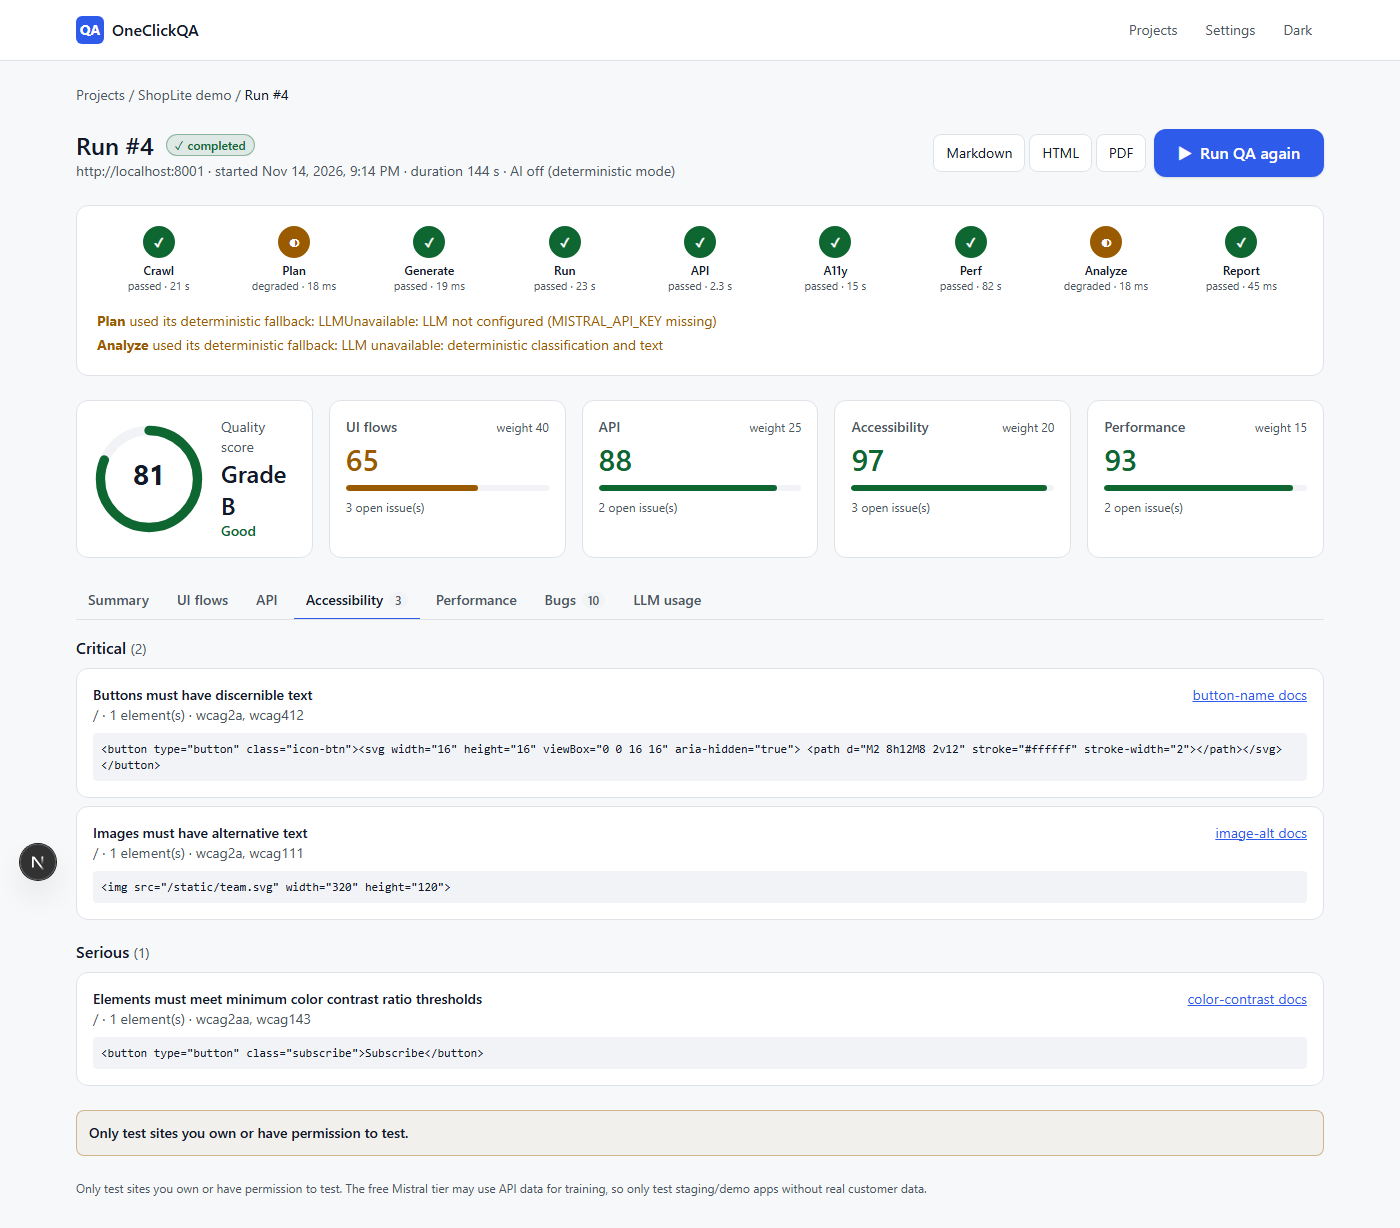 QA OneClickQA
Projects Settings Dark
Projects / ShopLite demo / Run #4
Run #4 ✓ completed
http://localhost:8001 · started Nov 14, 2026, 9:14 PM · duration 144 s · AI off (deterministic mode)
Markdown HTML PDF ▶ Run QA again
Crawl
passed · 21 s
Plan
degraded · 18 ms
Generate
passed · 19 ms
Run
passed · 23 s
API
passed · 2.3 s
A11y
passed · 15 s
Perf
passed · 82 s
Analyze
degraded · 18 ms
Report
passed · 45 ms
Plan used its deterministic fallback: LLMUnavailable: LLM not configured (MISTRAL_API_KEY missing)
Analyze used its deterministic fallback: LLM unavailable: deterministic classification and text
81
Quality
score
Grade
B
Good
UI flows weight 40
65
3 open issue(s)
API weight 25
88
2 open issue(s)
Accessibility weight 20
97
3 open issue(s)
Performance weight 15
93
2 open issue(s)
Summary UI flows API Accessibility 3 Performance Bugs 10 LLM usage
Critical (2)
Buttons must have discernible text button-name docs
/ · 1 element(s) · wcag2a, wcag412
<button type="button" class="icon-btn"><svg width="16" height="16" viewBox="0 0 16 16" aria-hidden="true"> <path d="M2 8h12M8 2v12" stroke="#ffffff" stroke-width="2"></path></svg>
</button>
Images must have alternative text image-alt docs
/ · 1 element(s) · wcag2a, wcag111
<img src="/static/team.svg" width="320" height="120">
Serious (1)
Elements must meet minimum color contrast ratio thresholds color-contrast docs
/ · 1 element(s) · wcag2aa, wcag143
<button type="button" class="subscribe">Subscribe</button>
Only test sites you own or have permission to test.
Only test sites you own or have permission to test. The free Mistral tier may use API data for training, so only test staging/demo apps without real customer data.
N